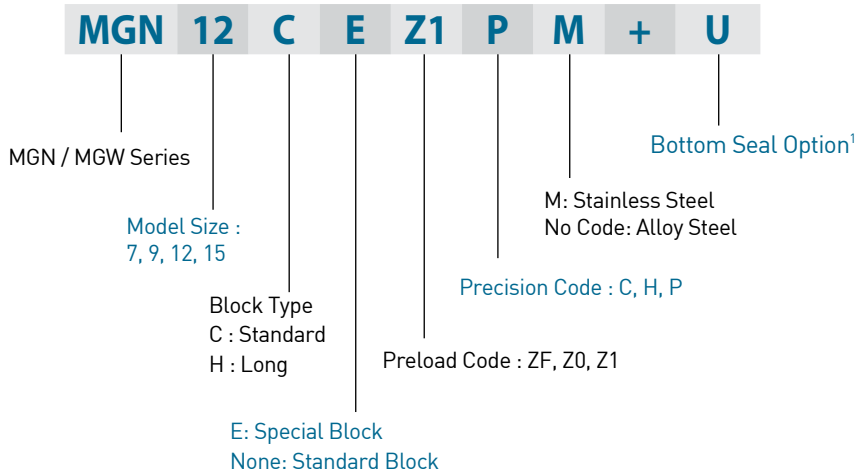 MGN 12 C E Z1 P M + U
MGN / MGW Series
Bottom Seal Option¹
M: Stainless Steel
No Code: Alloy Steel
Model Size :
7, 9, 12, 15
Precision Code : C, H, P
Block Type
C : Standard
H : Long
Preload Code : ZF, Z0, Z1
E: Special Block
None: Standard Block